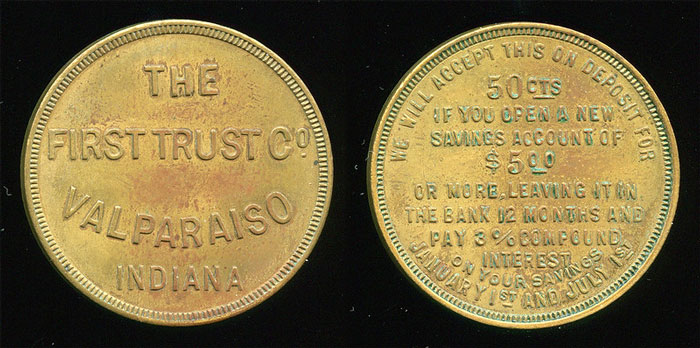 THE
FIRST TRUST Cº
VALPARAISO
INDIANA
WE WILL ACCEPT THIS ON DEPOSIT FOR
50CTS
IF YOU OPEN A NEW
SAVINGS ACCOUNT OF
$5.00
OR MORE, LEAVING IT IN
THE BANK 12 MONTHS AND
PAY 3% COMPOUND
INTEREST
ON YOUR SAVINGS
JANUARY 1ST AND JULY 1ST